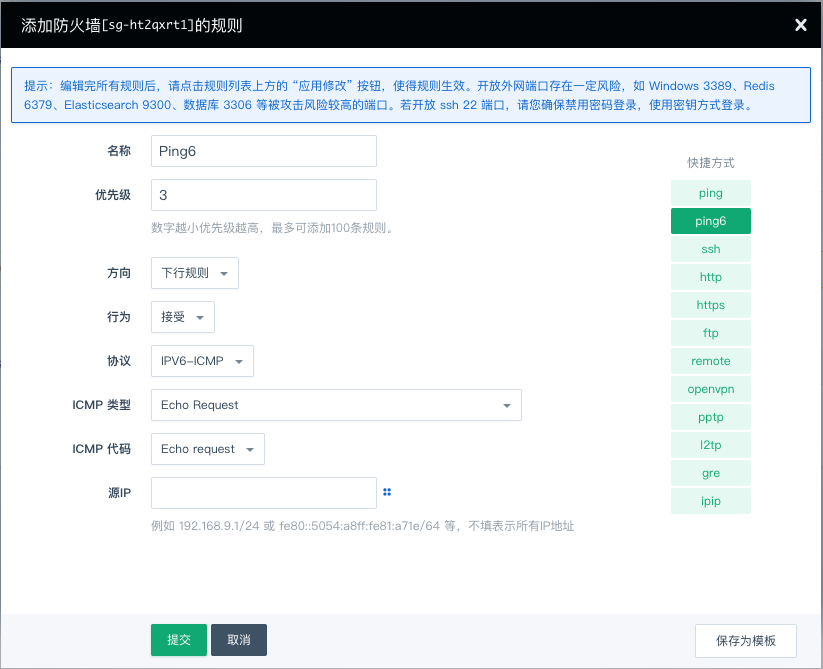 添加防火墙[sg-ht2qxrt1]的规则
提示：编辑完所有规则后，请点击规则列表上方的“应用修改”按钮，使得规则生效。开放外网端口存在一定风险，如 Windows 3389、Redis
6379、Elasticsearch 9300、数据库 3306 等被攻击风险较高的端口。若开放 ssh 22 端口，请您确保禁用密码登录，使用密钥方式登录。
名称 Ping6
优先级 3
数字越小优先级越高，最多可添加100条规则。
方向 下行规则
行为 接受
协议 IPV6-ICMP
ICMP 类型 Echo Request
ICMP 代码 Echo request
源IP
例如 192.168.9.1/24 或 fe80::5054:a8ff:fe81:a71e/64 等，不填表示所有IP地址
快捷方式
ping
ping6
ssh
http
https
ftp
remote
openvpn
pptp
l2tp
gre
ipip
提交 取消 保存为模板